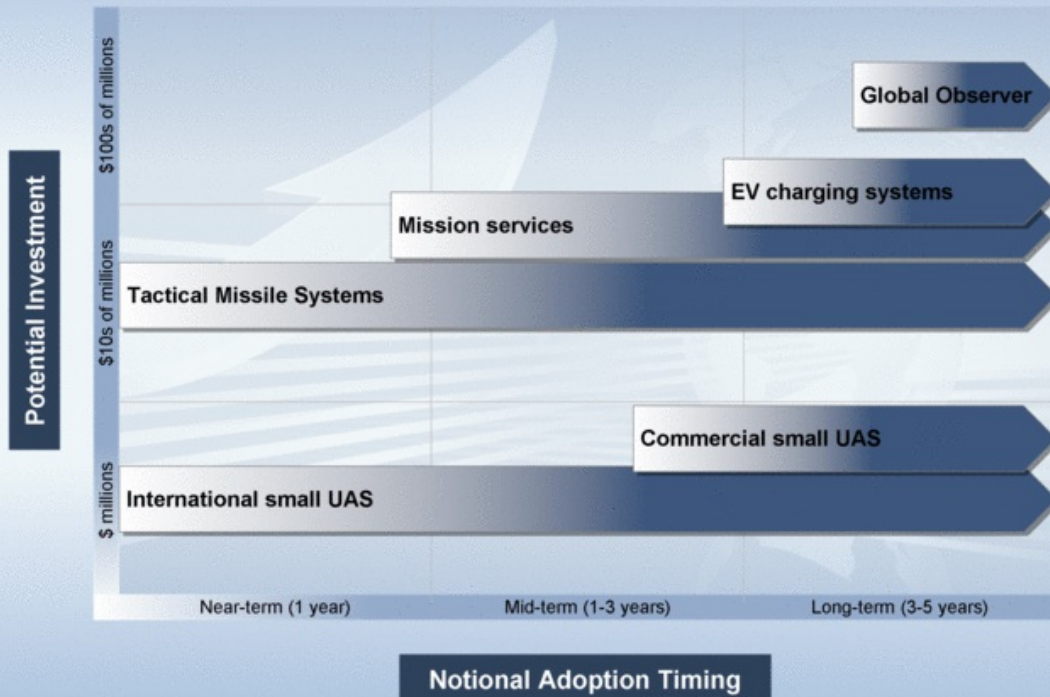 Potential Investment
$100s of millions
$10s of millions
$ millions
Global Observer
EV charging systems
Mission services
Tactical Missile Systems
Commercial small UAS
International small UAS
Near-term (1 year)
Mid-term (1-3 years)
Long-term (3-5 years)
Notional Adoption Timing